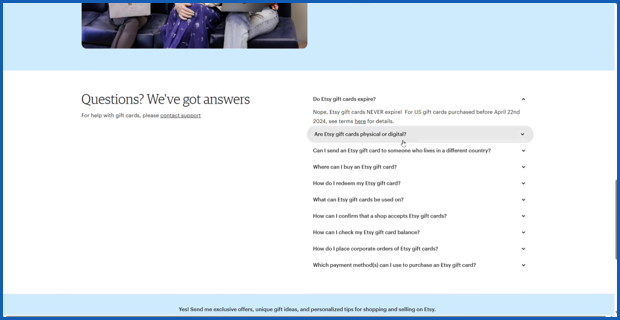 Questions? We've got answers
For help with gift cards, please contact support
Do Etsy gift cards expire?
Nope, Etsy gift cards NEVER expire! For US gift cards purchased before April 22nd
2024, see terms here for details.
Are Etsy gift cards physical or digital?
Can I send an Etsy gift card to someone who lives in a different country?
Where can I buy an Etsy gift card?
How do I redeem my Etsy gift card?
What can Etsy gift cards be used on?
How can I confirm that a shop accepts Etsy gift cards?
How can I check my Etsy gift card balance?
How do I place corporate orders of Etsy gift cards?
Which payment method(s) can I use to purchase an Etsy gift card?
Yes! Send me exclusive offers, unique gift ideas, and personalized tips for shopping and selling on Etsy.